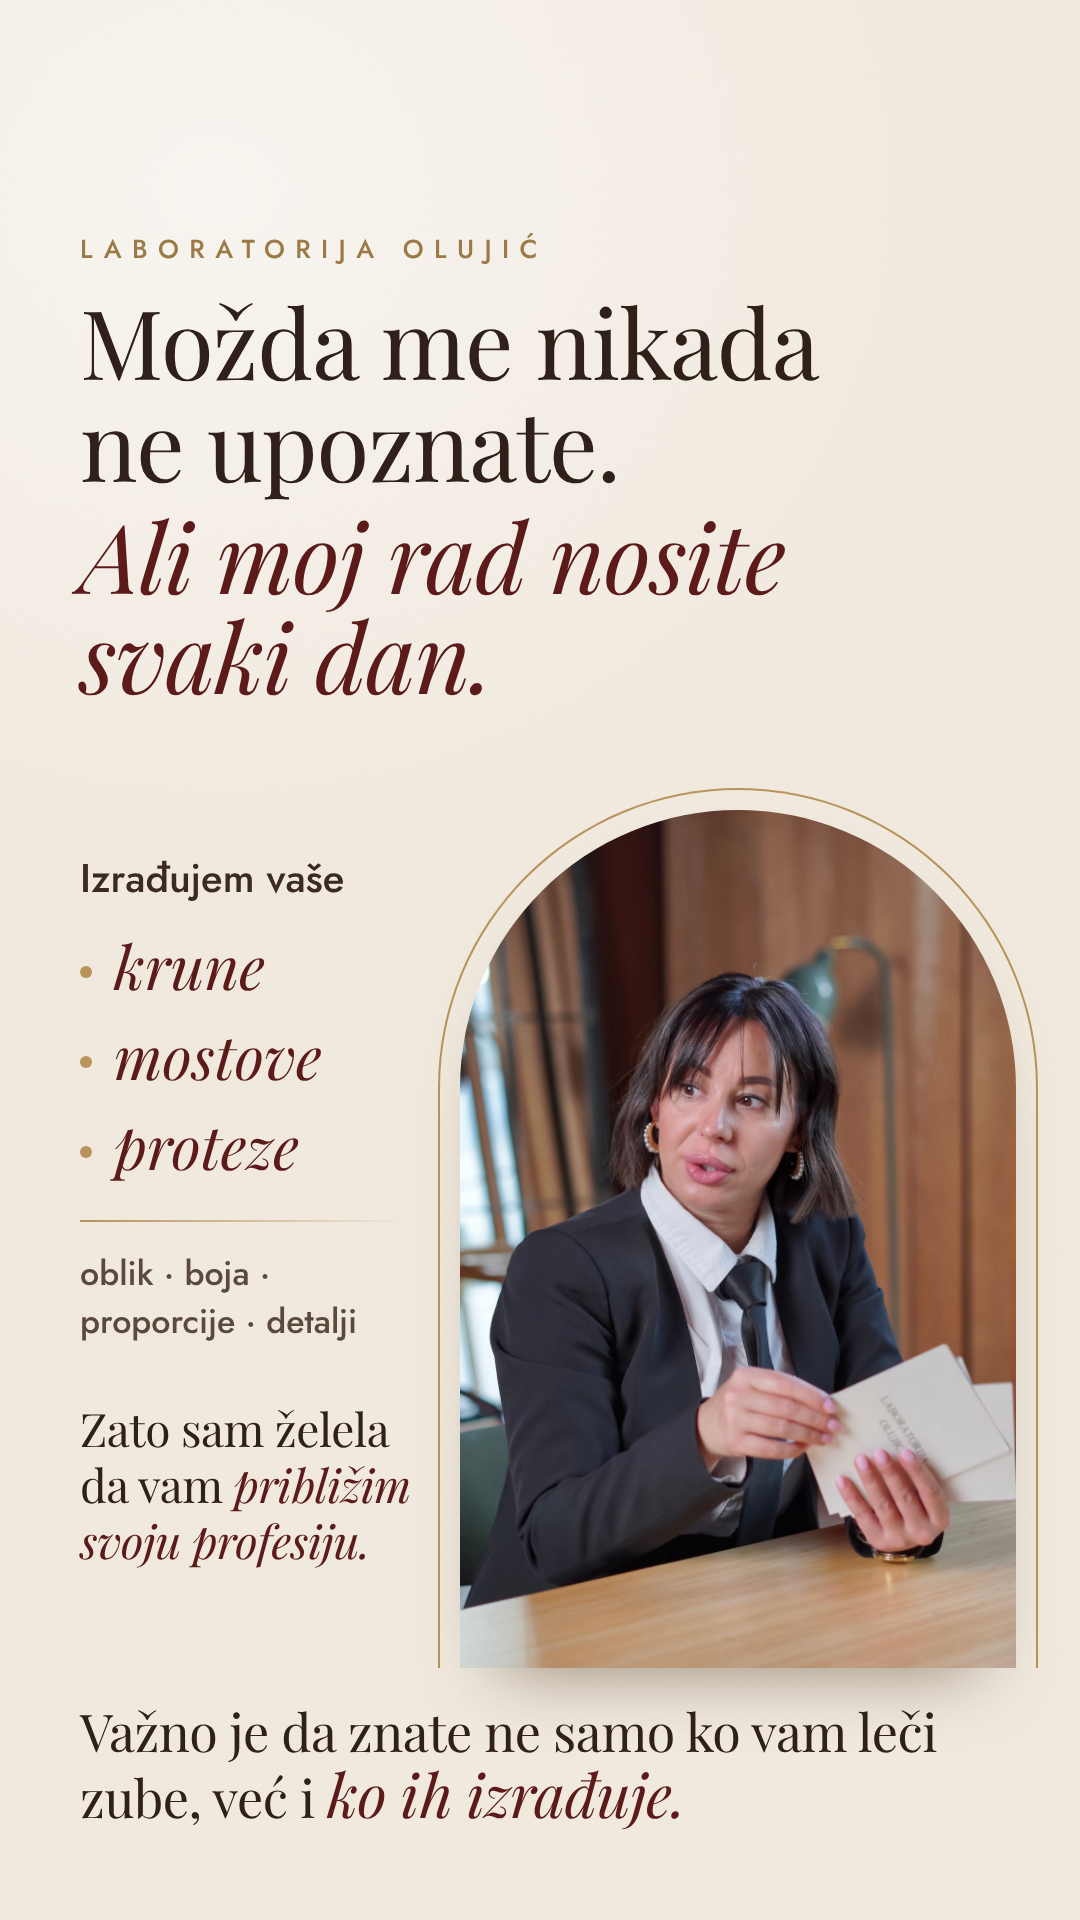 LABORATORIJA OLUJIĆ
Možda me nikada
ne upoznate.
Ali moj rad nosite
svaki dan.
Izrađujem vaše
• krune
• mostove
• proteze
oblik · boja ·
proporcije · detalji
Zato sam želela
da vam približim
svoju profesiju.
LABORATORIJA
OLUJIĆ
Važno je da znate ne samo ko vam leči
zube, već i ko ih izrađuje.